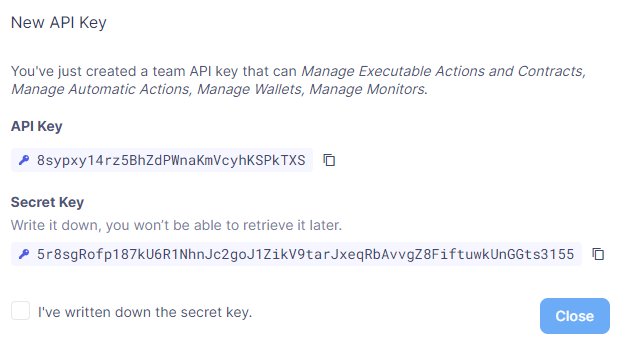 New API Key
You've just created a team API key that can Manage Executable Actions and Contracts,
Manage Automatic Actions, Manage Wallets, Manage Monitors.
API Key
8sypxy14rz5BhZdPWnaKmVcyhKSPkTXS
Secret Key
Write it down, you won’t be able to retrieve it later.
5r8sgRofp187kU6R1NhnJc2goJ1ZikV9tarJxeqRbAvvgZ8FiftuwkUnGGts3155
I've written down the secret key.
Close